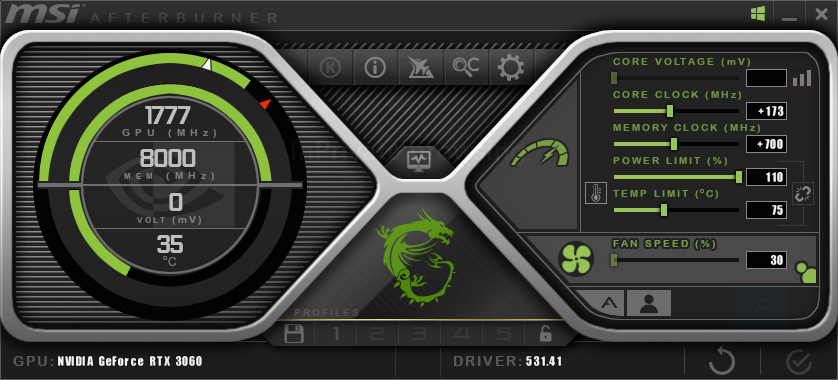 msi AFTERBURNER
K
CORE VOLTAGE (mV)
CORE CLOCK (MHz)
+173
MEMORY CLOCK (MHz)
+700
POWER LIMIT (%)
110
TEMP LIMIT (°C)
75
FAN SPEED (%)
30
A
1777
GPU (MHz)
8000
MEM (MHz)
0
VOLT (mV)
35
°C
PROFILES
1 2 3 4 5
GPU: NVIDIA GeForce RTX 3060
DRIVER: 531.41